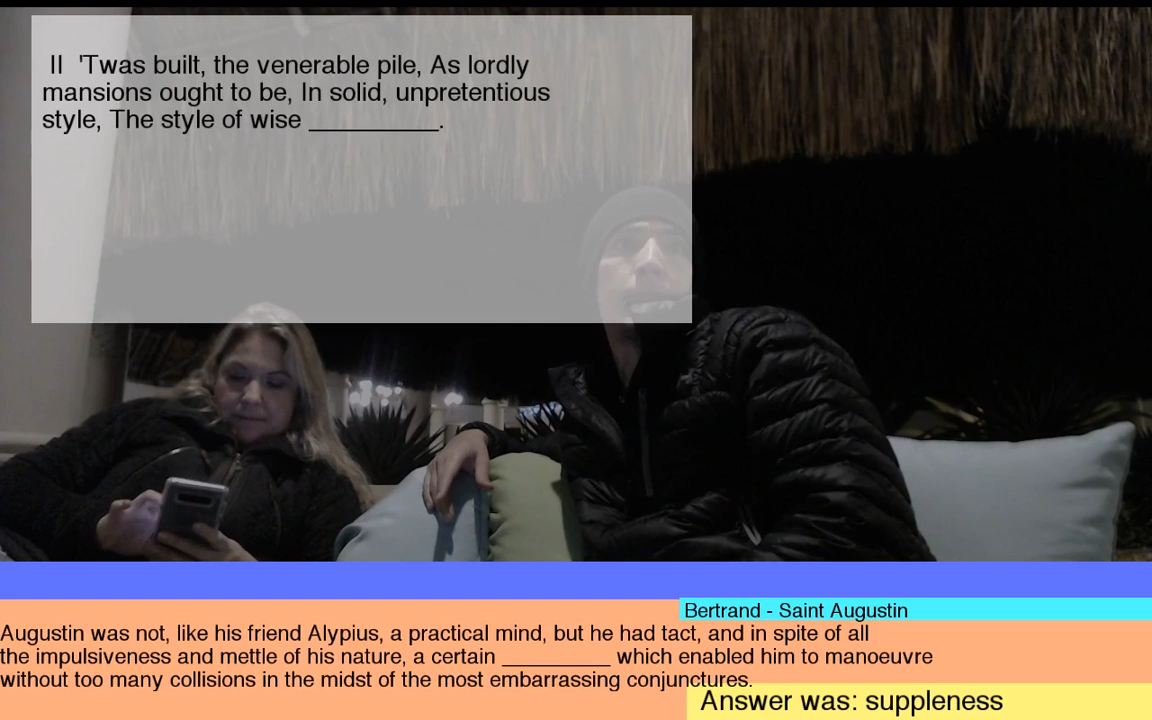 II 'Twas built, the venerable pile, As lordly
mansions ought to be, In solid, unpretentious
style, The style of wise __________.
Bertrand - Saint Augustin
Augustin was not, like his friend Alypius, a practical mind, but he had tact, and in spite of all
the impulsiveness and mettle of his nature, a certain __________ which enabled him to manoeuvre
without too many collisions in the midst of the most embarrassing conjunctures.
Answer was: suppleness